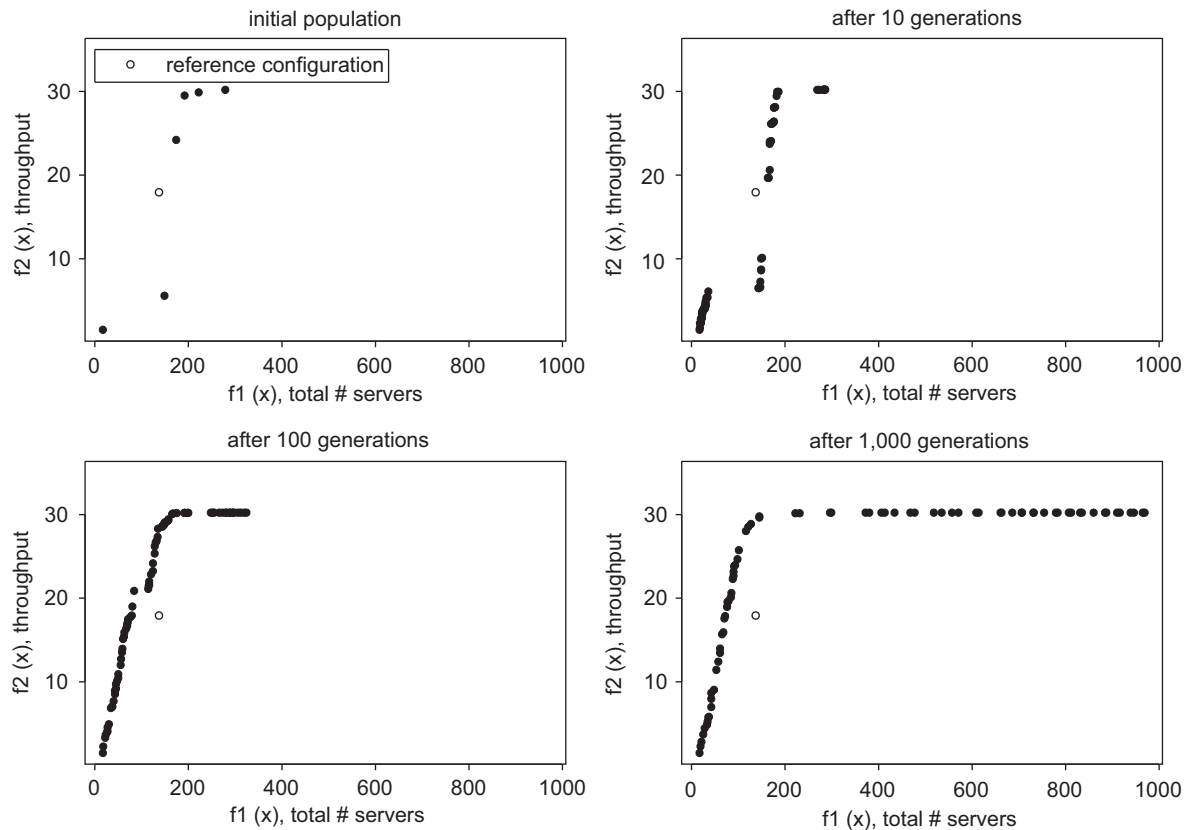 initial population
reference configuration
30
20
10
f2 (x), throughput
0 200 400 600 800 1000
f1 (x), total # servers
after 10 generations
30
20
10
f2 (x), throughput
0 200 400 600 800 1000
f1 (x), total # servers
after 100 generations
30
20
10
f2 (x), throughput
0 200 400 600 800 1000
f1 (x), total # servers
after 1,000 generations
30
20
10
f2 (x), throughput
0 200 400 600 800 1000
f1 (x), total # servers